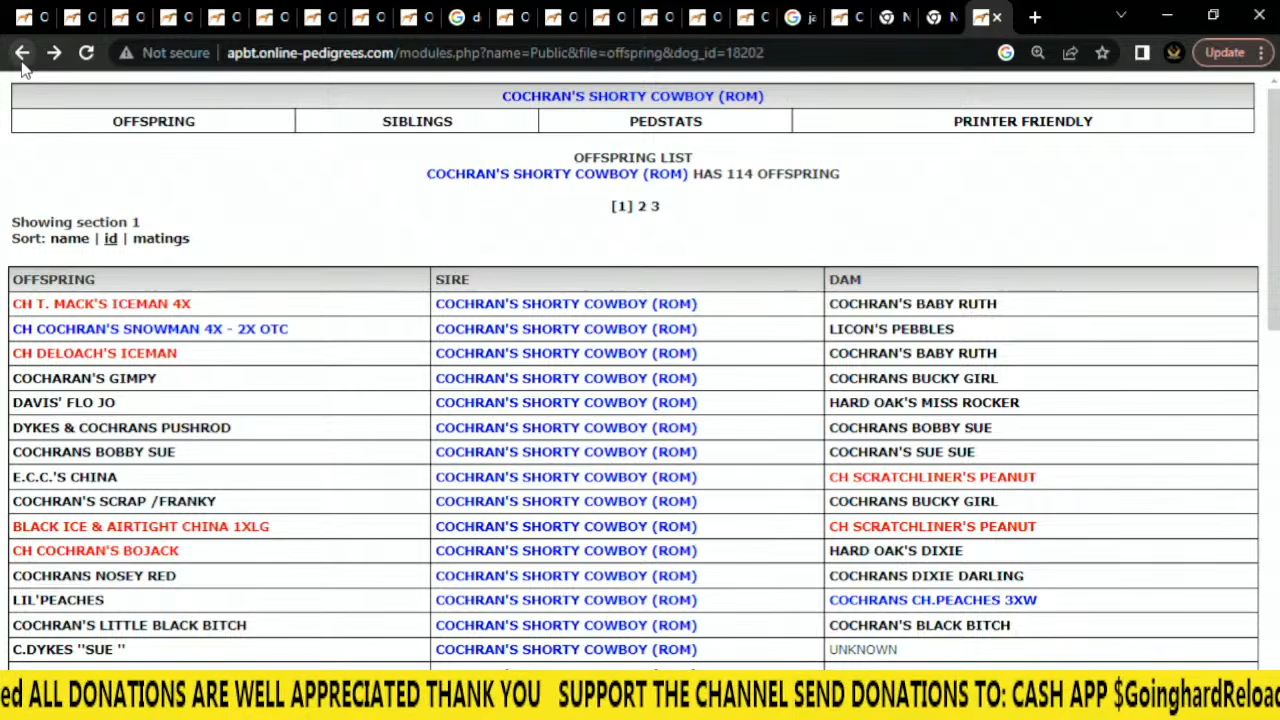 Not secure apbt.online-pedigrees.com/modules.php?name=Public&file=offspring&dog_id=18202 Update
COCHRAN'S SHORTY COWBOY (ROM)
OFFSPRING SIBLINGS PEDSTATS PRINTER FRIENDLY
OFFSPRING LIST
COCHRAN'S SHORTY COWBOY (ROM) HAS 114 OFFSPRING
[1] 2 3
Showing section 1
Sort: name | id | matings
OFFSPRING SIRE DAM
CH T. MACK'S ICEMAN 4X COCHRAN'S SHORTY COWBOY (ROM) COCHRAN'S BABY RUTH
CH COCHRAN'S SNOWMAN 4X - 2X OTC COCHRAN'S SHORTY COWBOY (ROM) LICON'S PEBBLES
CH DELOACH'S ICEMAN COCHRAN'S SHORTY COWBOY (ROM) COCHRAN'S BABY RUTH
COCHARAN'S GIMPY COCHRAN'S SHORTY COWBOY (ROM) COCHRANS BUCKY GIRL
DAVIS' FLO JO COCHRAN'S SHORTY COWBOY (ROM) HARD OAK'S MISS ROCKER
DYKES & COCHRANS PUSHROD COCHRAN'S SHORTY COWBOY (ROM) COCHRANS BOBBY SUE
COCHRANS BOBBY SUE COCHRAN'S SHORTY COWBOY (ROM) COCHRAN'S SUE SUE
E.C.C.'S CHINA COCHRAN'S SHORTY COWBOY (ROM) CH SCRATCHLINER'S PEANUT
COCHRAN'S SCRAP /FRANKY COCHRAN'S SHORTY COWBOY (ROM) COCHRANS BUCKY GIRL
BLACK ICE & AIRTIGHT CHINA 1XLG COCHRAN'S SHORTY COWBOY (ROM) CH SCRATCHLINER'S PEANUT
CH COCHRAN'S BOJACK COCHRAN'S SHORTY COWBOY (ROM) HARD OAK'S DIXIE
COCHRANS NOSEY RED COCHRAN'S SHORTY COWBOY (ROM) COCHRANS DIXIE DARLING
LIL'PEACHES COCHRAN'S SHORTY COWBOY (ROM) COCHRANS CH.PEACHES 3XW
COCHRAN'S LITTLE BLACK BITCH COCHRAN'S SHORTY COWBOY (ROM) COCHRAN'S BLACK BITCH
C.DYKES "SUE " COCHRAN'S SHORTY COWBOY (ROM) UNKNOWN
ed ALL DONATIONS ARE WELL APPRECIATED THANK YOU SUPPORT THE CHANNEL SEND DONATIONS TO: CASH APP $GoinghardReloa